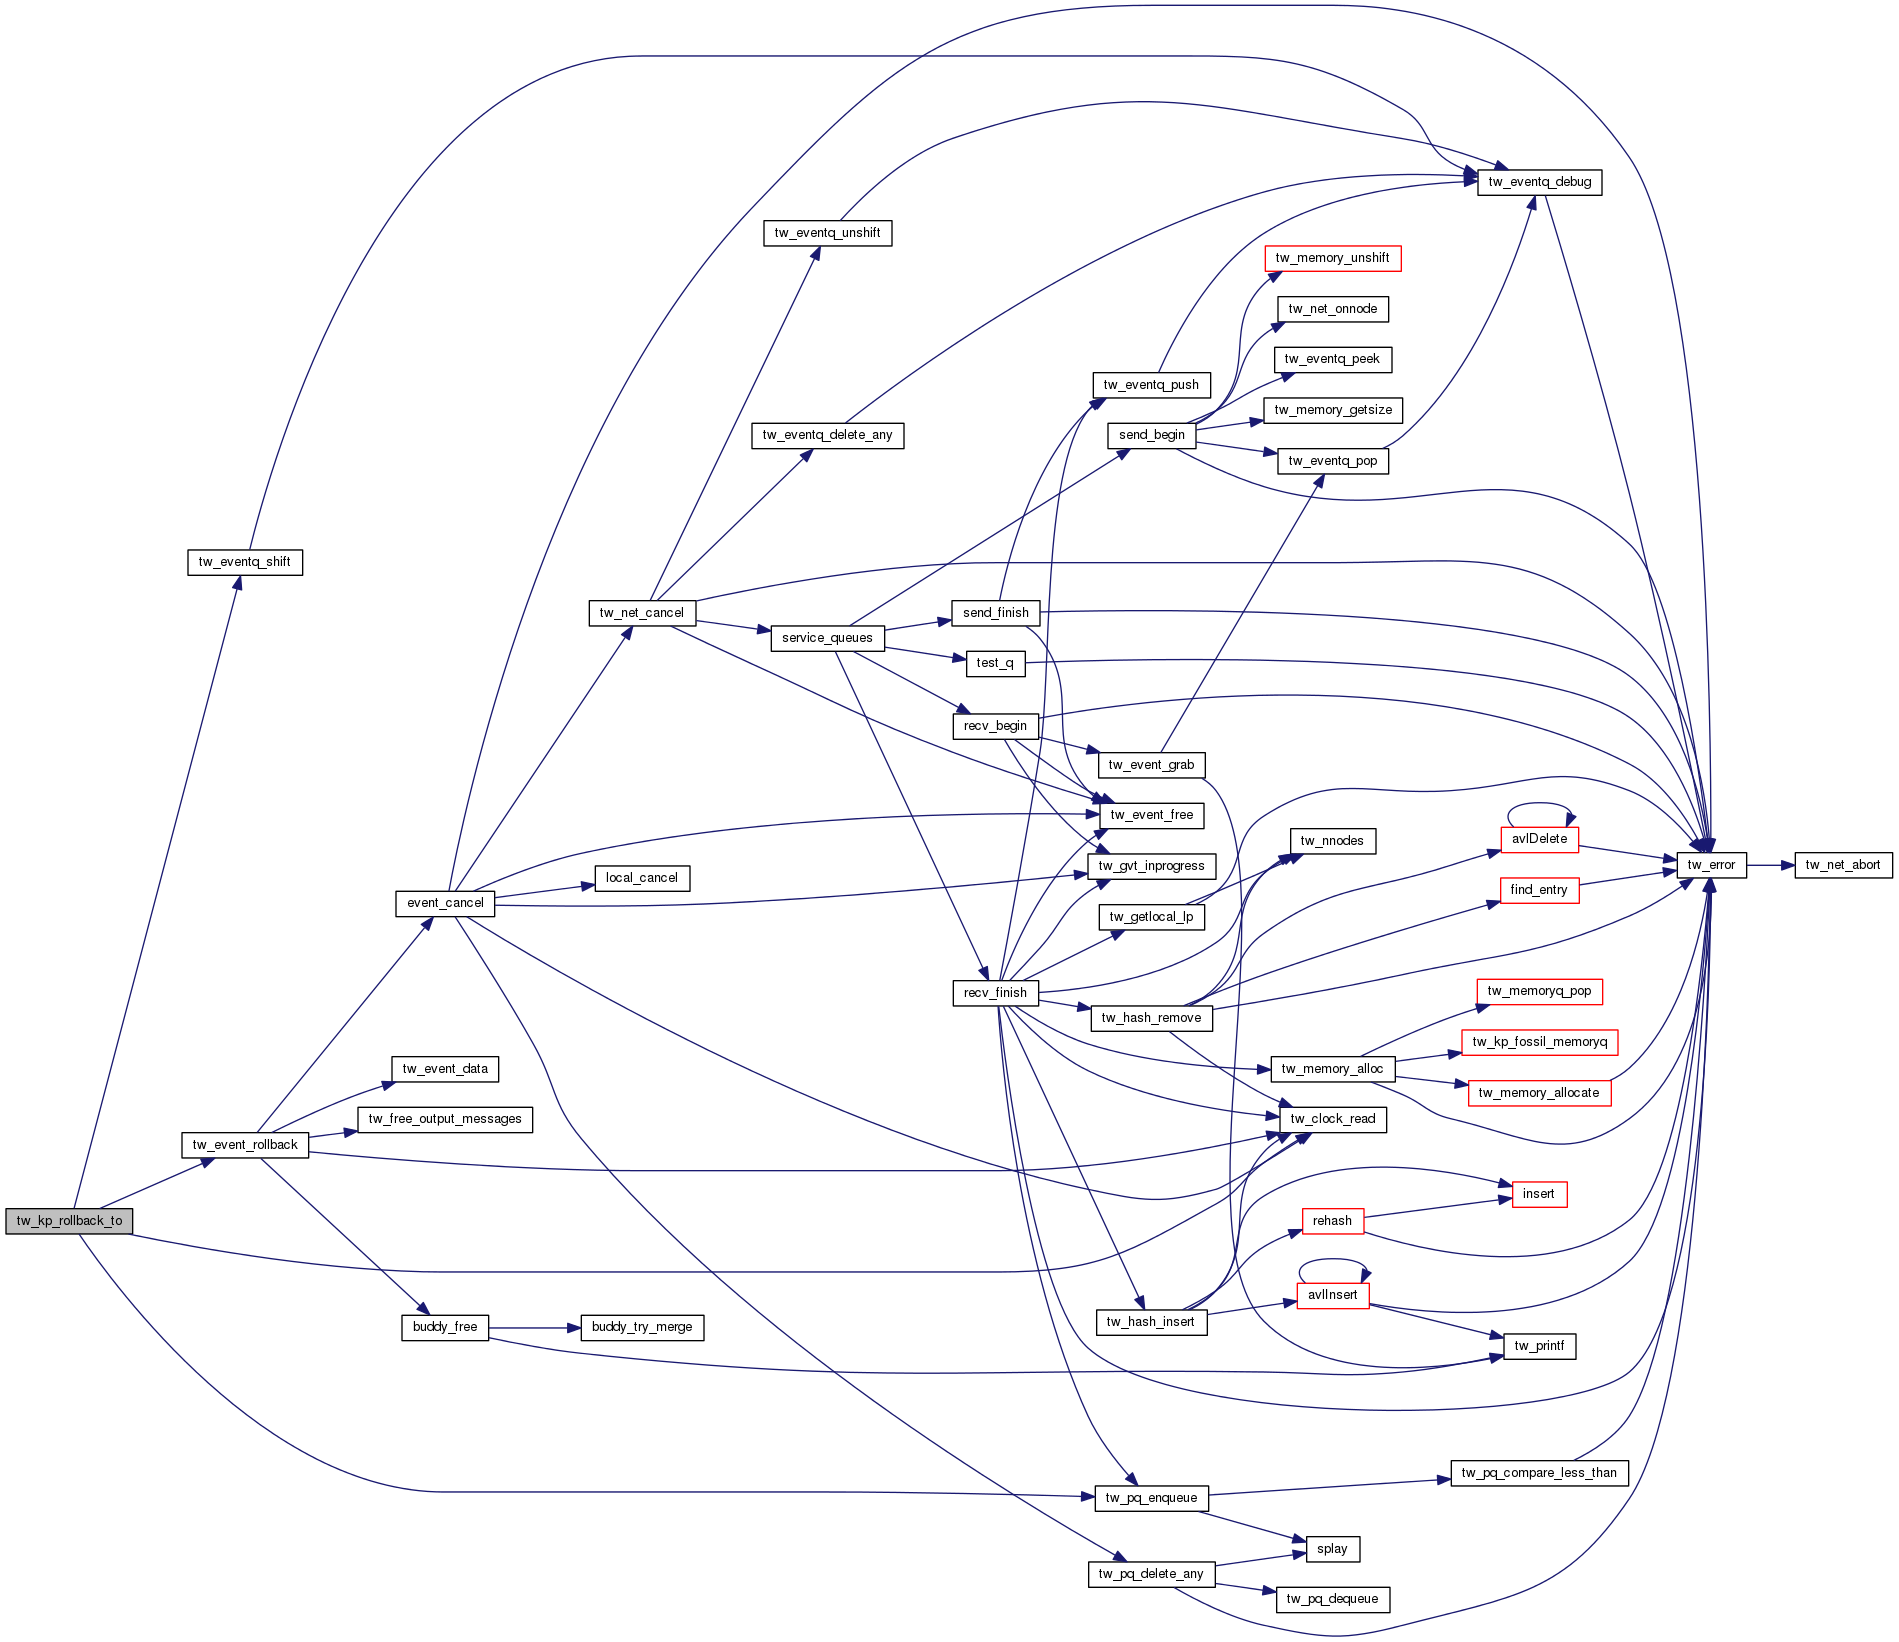 tw_eventq_debug
tw_eventq_unshift
tw_memory_unshift
tw_net_onnode
tw_eventq_peek
tw_eventq_push
tw_memory_getsize
send_begin
tw_eventq_delete_any
tw_eventq_pop
tw_eventq_shift
tw_net_cancel
send_finish
service_queues
test_q
recv_begin
tw_event_grab
tw_event_free
avlDelete
tw_nnodes
tw_gvt_inprogress
tw_error
tw_net_abort
local_cancel
find_entry
event_cancel
tw_getlocal_lp
recv_finish
tw_memoryq_pop
tw_hash_remove
tw_kp_fossil_memoryq
tw_event_data
tw_memory_alloc
tw_memory_allocate
tw_free_output_messages
tw_clock_read
tw_event_rollback
insert
tw_kp_rollback_to
rehash
avlInsert
tw_hash_insert
buddy_free
buddy_try_merge
tw_printf
tw_pq_compare_less_than
tw_pq_enqueue
splay
tw_pq_delete_any
tw_pq_dequeue